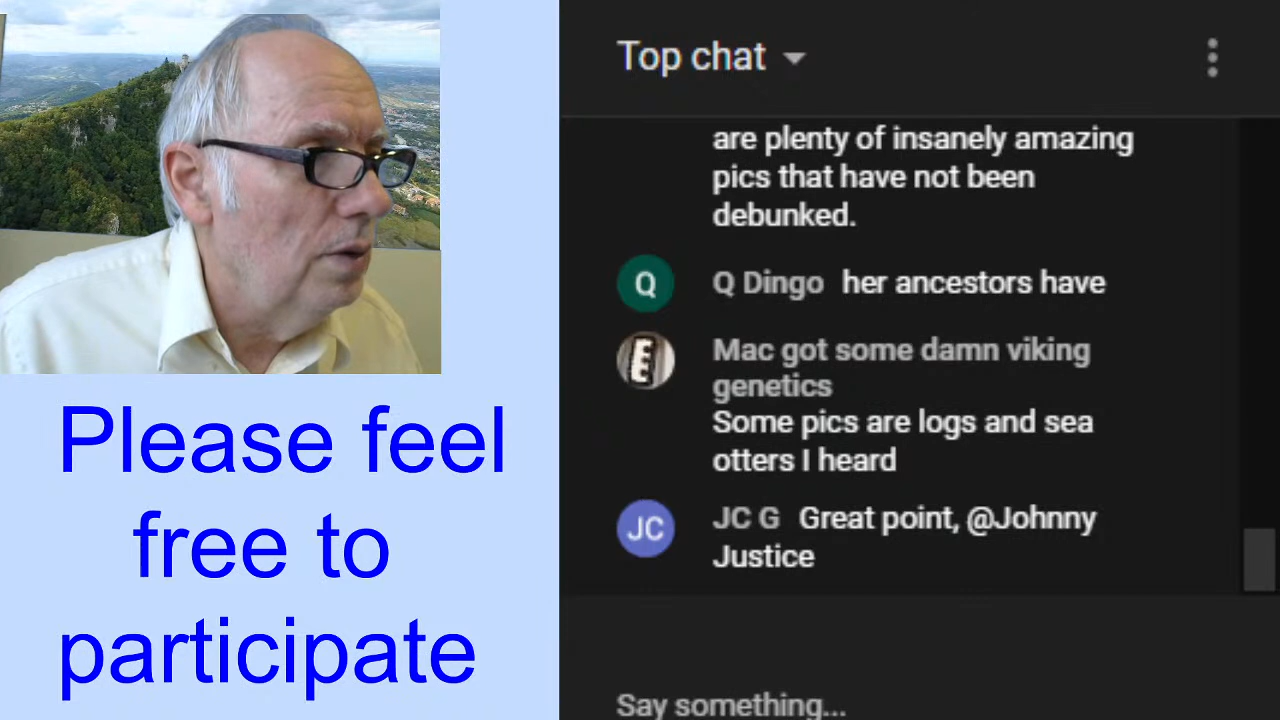 Please feel
free to
participate
Top chat
are plenty of insanely amazing
pics that have not been
debunked.
Q
Q Dingo her ancestors have
E
Mac got some damn viking
genetics
Some pics are logs and sea
otters I heard
JC
JC G Great point, @Johnny
Justice
Say something...